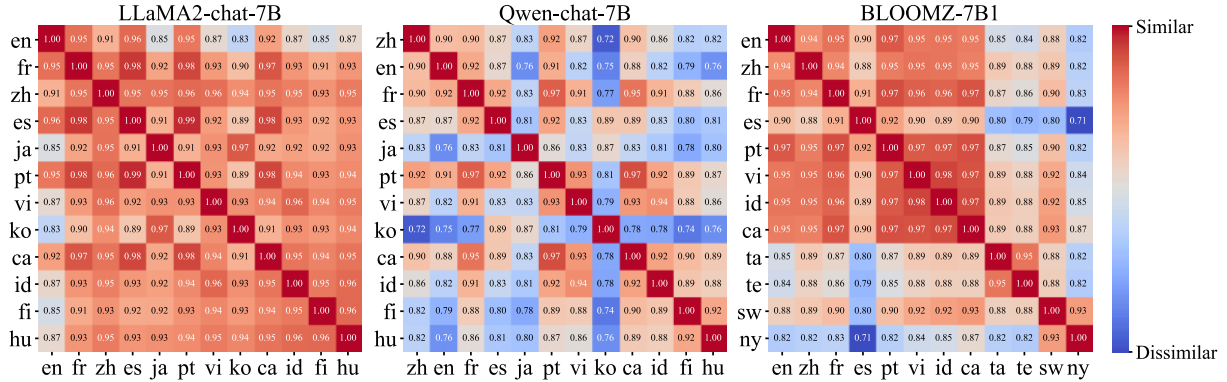 LLaMA2-chat-7B
en 1.00 0.95 0.91 0.96 0.85 0.95 0.87 0.83 0.92 0.87 0.85 0.87
fr 0.95 1.00 0.95 0.98 0.92 0.98 0.93 0.90 0.97 0.93 0.91 0.93
zh 0.91 0.95 1.00 0.95 0.95 0.96 0.96 0.94 0.95 0.95 0.93 0.95
es 0.96 0.98 0.95 1.00 0.91 0.99 0.92 0.89 0.98 0.93 0.92 0.93
ja 0.85 0.92 0.95 0.91 1.00 0.91 0.93 0.97 0.92 0.92 0.92 0.93
pt 0.95 0.98 0.96 0.99 0.91 1.00 0.93 0.89 0.98 0.94 0.93 0.94
vi 0.87 0.93 0.96 0.92 0.93 0.93 1.00 0.93 0.94 0.96 0.94 0.95
ko 0.83 0.90 0.94 0.89 0.97 0.89 0.93 1.00 0.91 0.93 0.93 0.94
ca 0.92 0.97 0.95 0.98 0.92 0.98 0.94 0.91 1.00 0.95 0.94 0.95
id 0.87 0.93 0.95 0.93 0.92 0.94 0.96 0.93 0.95 1.00 0.95 0.96
fi 0.85 0.91 0.93 0.92 0.92 0.93 0.94 0.93 0.94 0.95 1.00 0.96
hu 0.87 0.93 0.95 0.93 0.93 0.94 0.95 0.94 0.95 0.96 0.96 1.00
en fr zh es ja pt vi ko ca id fi hu
Qwen-chat-7B
zh 1.00 0.90 0.90 0.87 0.83 0.92 0.87 0.72 0.90 0.86 0.82 0.82
en 0.90 1.00 0.92 0.87 0.76 0.91 0.82 0.75 0.88 0.82 0.79 0.76
fr 0.90 0.92 1.00 0.92 0.83 0.97 0.91 0.77 0.95 0.91 0.88 0.86
es 0.87 0.87 0.92 1.00 0.81 0.92 0.83 0.89 0.89 0.83 0.80 0.81
ja 0.83 0.76 0.83 0.81 1.00 0.86 0.83 0.87 0.83 0.82 0.78 0.80
pt 0.92 0.91 0.97 0.92 0.86 1.00 0.93 0.81 0.97 0.92 0.89 0.87
vi 0.87 0.82 0.91 0.83 0.83 0.93 1.00 0.79 0.93 0.94 0.88 0.86
ko 0.72 0.75 0.77 0.89 0.87 0.81 0.79 1.00 0.78 0.78 0.74 0.76
ca 0.90 0.88 0.95 0.89 0.83 0.97 0.93 0.78 1.00 0.92 0.90 0.89
id 0.86 0.82 0.91 0.83 0.82 0.92 0.94 0.78 0.92 1.00 0.89 0.88
fi 0.82 0.79 0.88 0.80 0.78 0.89 0.88 0.74 0.90 0.89 1.00 0.92
hu 0.82 0.76 0.86 0.81 0.80 0.87 0.86 0.76 0.89 0.88 0.92 1.00
zh en fr es ja pt vi ko ca id fi hu
BLOOMZ-7B1
en 1.00 0.94 0.95 0.90 0.97 0.95 0.95 0.95 0.85 0.84 0.88 0.82
zh 0.94 1.00 0.94 0.88 0.95 0.95 0.95 0.95 0.89 0.88 0.89 0.82
fr 0.95 0.94 1.00 0.91 0.97 0.96 0.96 0.97 0.87 0.86 0.90 0.83
es 0.90 0.88 0.91 1.00 0.92 0.90 0.89 0.90 0.80 0.79 0.80 0.71
pt 0.97 0.95 0.97 0.92 1.00 0.97 0.97 0.97 0.87 0.85 0.90 0.82
vi 0.95 0.95 0.96 0.90 0.97 1.00 0.98 0.97 0.89 0.88 0.92 0.84
id 0.95 0.95 0.96 0.89 0.97 0.98 1.00 0.97 0.89 0.88 0.92 0.85
ca 0.95 0.95 0.97 0.90 0.97 0.97 0.97 1.00 0.89 0.88 0.93 0.87
ta 0.85 0.89 0.87 0.80 0.87 0.89 0.89 0.89 1.00 0.95 0.88 0.82
te 0.84 0.88 0.86 0.79 0.85 0.88 0.88 0.88 0.95 1.00 0.88 0.82
sw 0.88 0.89 0.90 0.80 0.90 0.92 0.92 0.93 0.88 0.88 1.00 0.93
ny 0.82 0.82 0.83 0.71 0.82 0.84 0.85 0.87 0.82 0.82 0.93 1.00
en zh fr es pt vi id ca ta te sw ny
Similar
Dissimilar